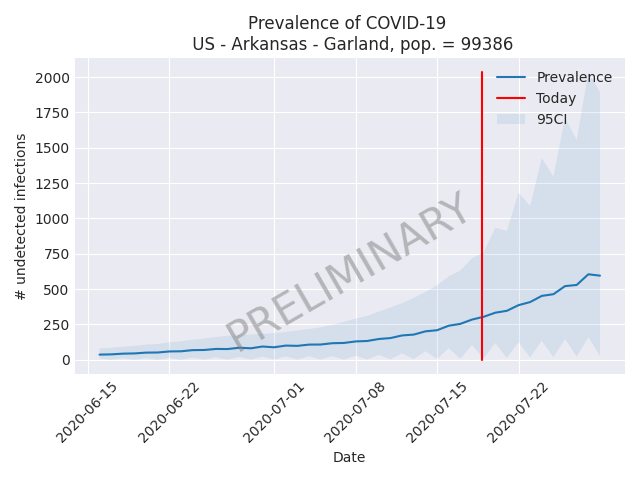 Prevalence of COVID-19
US - Arkansas - Garland, pop. = 99386
2000
1750
1500
1250
1000
750
500
250
0
# undetected infections
Prevalence
Today
95CI
PRELIMINARY
2020-06-15
2020-06-22
2020-07-01
2020-07-08
2020-07-15
2020-07-22
Date